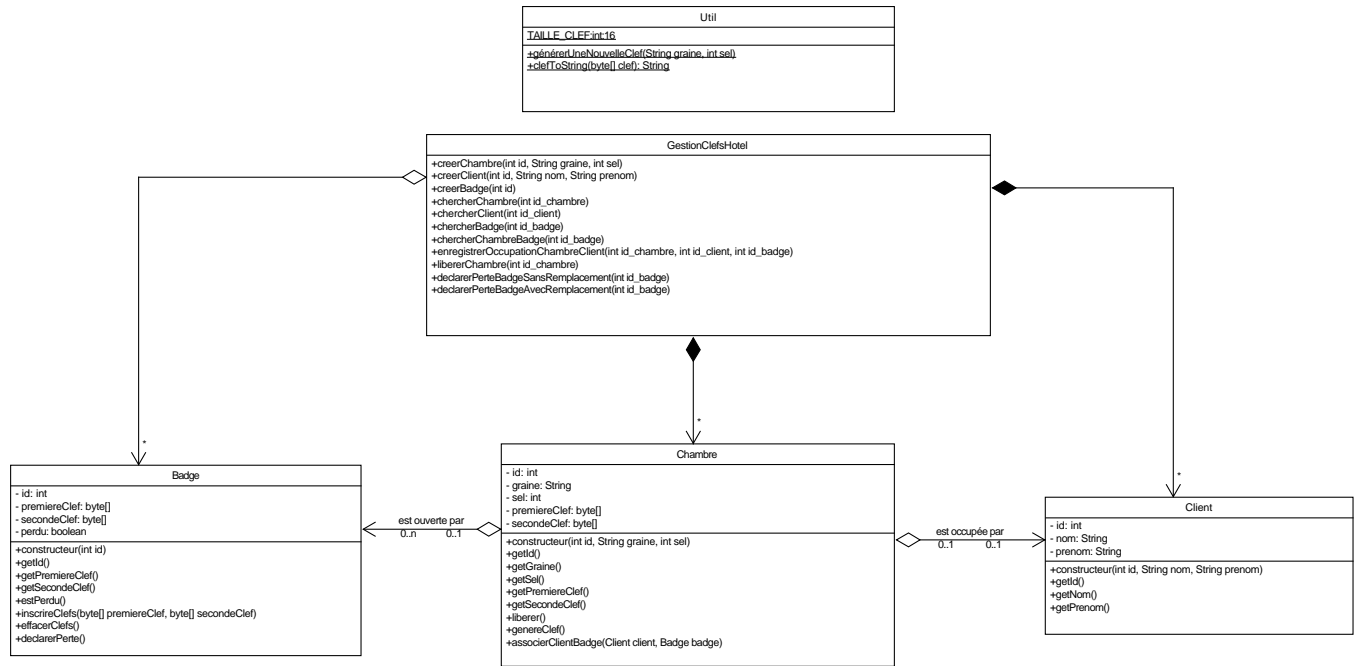 Util
TAILLE_CLEF:int:16
+générerUneNouvelleClef(String graine, int sel)
+clefToString(byte[] clef): String
GestionClefsHotel
+creerChambre(int id, String graine, int sel)
+creerClient(int id, String nom, String prenom)
+creerBadge(int id)
+chercherChambre(int id_chambre)
+chercherClient(int id_client)
+chercherBadge(int id_badge)
+chercherChambreBadge(int id_badge)
+enregistrerOccupationChambreClient(int id_chambre, int id_client, int id_badge)
+libererChambre(int id_chambre)
+declarerPerteBadgeSansRemplacement(int id_badge)
+declarerPerteBadgeAvecRemplacement(int id_badge)
*
*
*
Badge
- id: int
- premiereClef: byte[]
- secondeClef: byte[]
- perdu: boolean
+constructeur(int id)
+getId()
+getPremiereClef()
+getSecondeClef()
+estPerdu()
+inscrireClefs(byte[] premiereClef, byte[] secondeClef)
+effacerClefs()
+declarerPerte()
est ouverte par
0..n 0..1
Chambre
- id: int
- graine: String
- sel: int
- premiereClef: byte[]
- secondeClef: byte[]
+constructeur(int id, String graine, int sel)
+getId()
+getGraine()
+getSel()
+getPremiereClef()
+getSecondeClef()
+liberer()
+genereClef()
+associerClientBadge(Client client, Badge badge)
est occupée par
0..1 0..1
Client
- id: int
- nom: String
- prenom: String
+constructeur(int id, String nom, String prenom)
+getId()
+getNom()
+getPrenom()